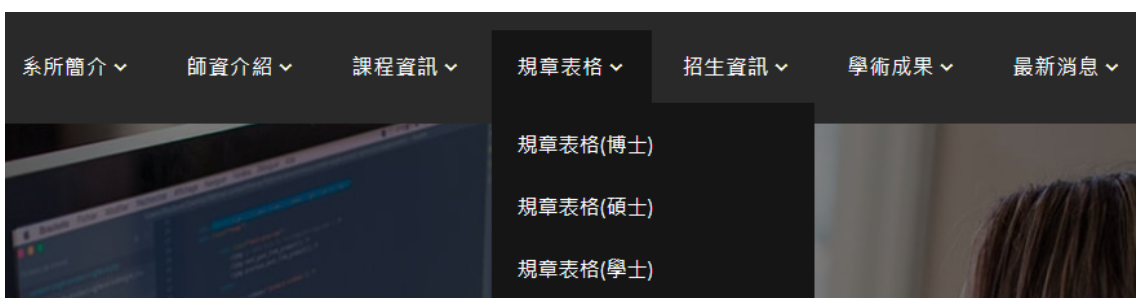 系所簡介 師資介紹 課程資訊 規章表格 招生資訊 學術成果 最新消息
規章表格(博士)
規章表格(碩士)
規章表格(學士)